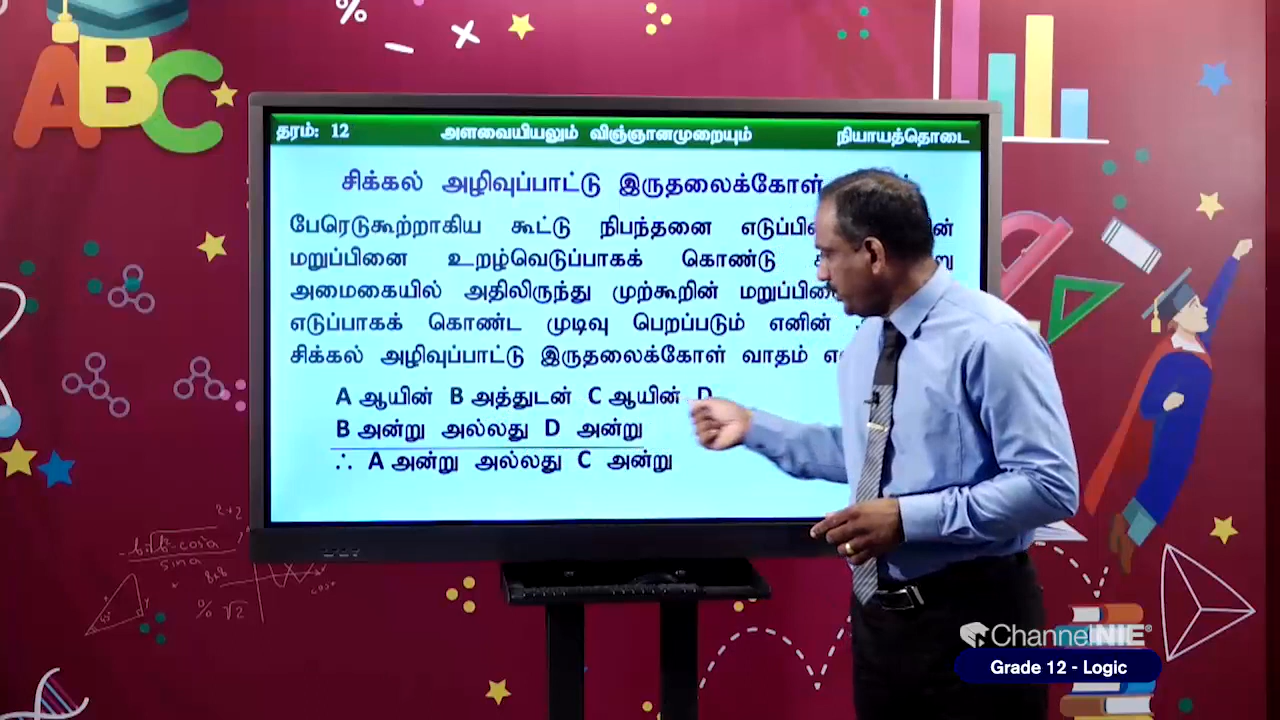 ABC
தரம்: 12 அளவையியலும் விஞ்ஞானமுறையும் நியாயத்தொடை
சிக்கல் அழிவுப்பாட்டு இருதலைக்கோள்
பேரெடுகூற்றாகிய கூட்டு நிபந்தனை
மறுப்பினை உறழ்வெடுப்பாகக் கொண்டு
அமைகையில் அதிலிருந்து முற்கூறின்
எடுப்பாகக் கொண்ட முடிவு பெறப்படும் எனின்
சிக்கல் அழிவுப்பாட்டு இருதலைக்கோள் வாதம்
A ஆயின் B அத்துடன் C ஆயின் D
B அன்று அல்லது D அன்று
∴ A அன்று அல்லது C அன்று
ChannelNIE
Grade 12 - Logic